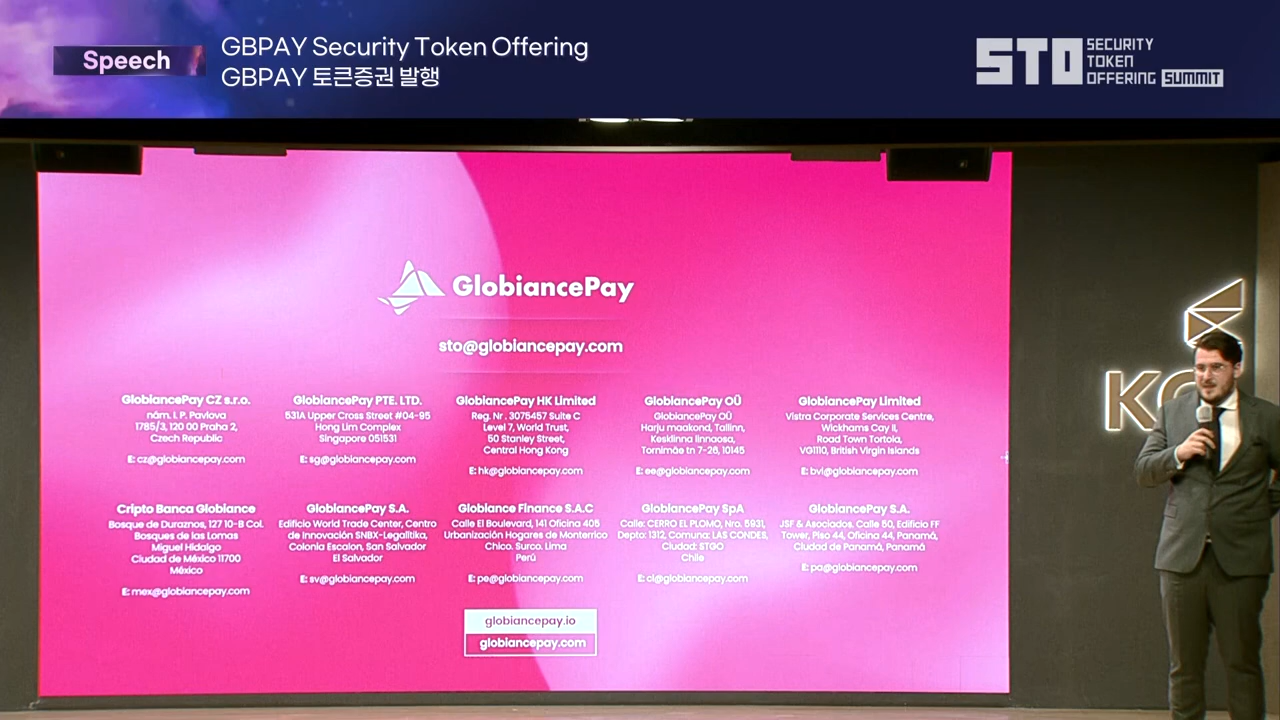 Speech
GBPAY Security Token Offering
GBPAY 토큰증권 발행
STO SECURITY
TOKEN
OFFERING SUMMIT
GlobiancePay
sto@globiancepay.com
GlobiancePay CZ s.r.o.
nám. I. P. Pavlova
1785/3, 120 00 Praha 2,
Czech Republic
E: cz@globiancepay.com
GlobiancePay PTE. LTD.
531A Upper Cross Street #04-95
Hong Lim Complex
Singapore 051531
E: sg@globiancepay.com
GlobiancePay HK Limited
Reg. Nr . 3075457 Suite C
Level 7, World Trust,
50 Stanley Street,
Central Hong Kong
E: hk@globiancepay.com
GlobiancePay OÜ
GlobiancePay OÜ
Harju maakond, Tallinn,
Kesklinna linnaosa,
Tornimäe tn 7-26, 10145
E: ee@globiancepay.com
GlobiancePay Limited
Vistra Corporate Services Centre,
Wickhams Cay II,
Road Town Tortola,
VG1110, British Virgin Islands
E: bvi@globiancepay.com
Cripto Banca Globiance
Bosque de Duraznos, 127 10-B Col.
Bosques de las Lomas
Miguel Hidalgo
Ciudad de México 11700
México
E: mex@globiancepay.com
GlobiancePay S.A.
Edificio World Trade Center, Centro
de Innovación SNBX-Legalitika,
Colonia Escalon, San Salvador
El Salvador
E: sv@globiancepay.com
Globiance Finance S.A.C
Calle El Boulevard, 141 Oficina 405
Urbanización Hogares de Monterrico
Chico. Surco. Lima
Perú
E: pe@globiancepay.com
GlobiancePay SpA
Calle: CERRO EL PLOMO, Nro. 5931,
Depto: 1312, Comuna: LAS CONDES,
Ciudad: STGO
Chile
E: cl@globiancepay.com
GlobiancePay S.A.
JSF & Asociados, Calle 50, Edificio FF
Tower, Piso 44, Oficina 44, Panamá,
Ciudad de Panamá, Panamá
E: pa@globiancepay.com
globiancepay.io
globiancepay.com